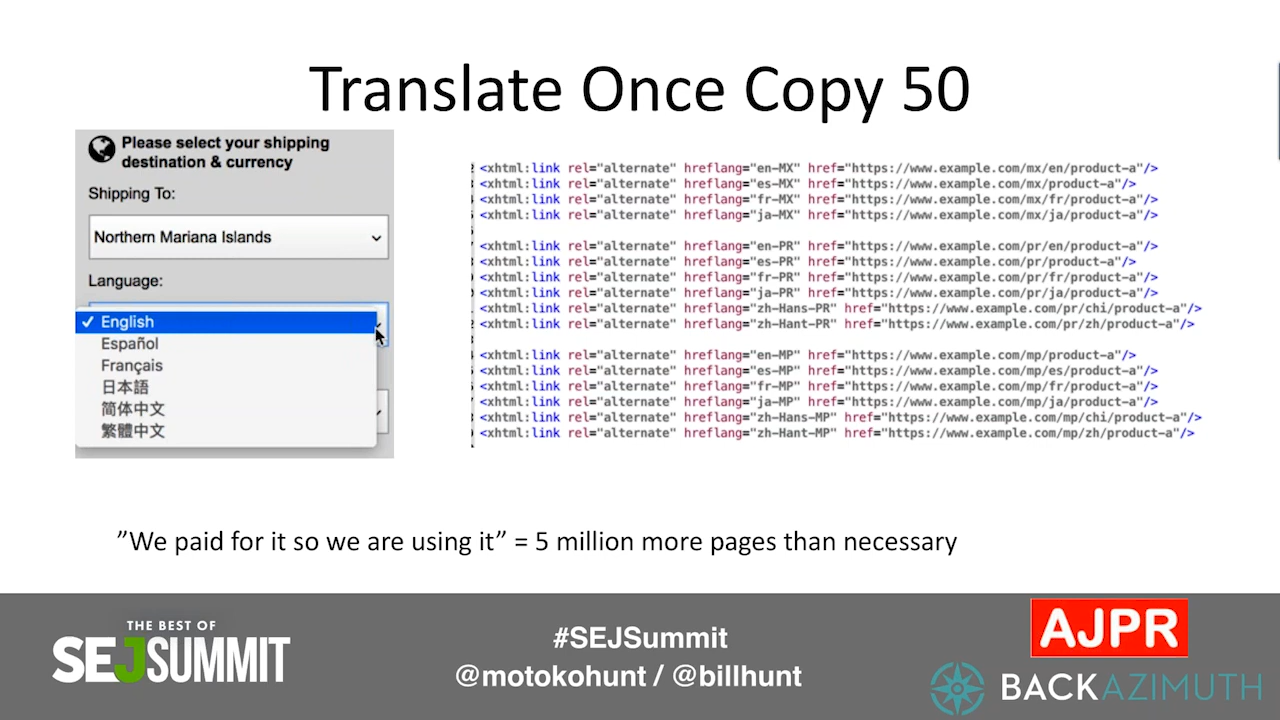 Translate Once Copy 50
Please select your shipping
destination & currency
Shipping To:
Northern Mariana Islands
Language:
✓ English
Español
Français
日本語
简体中文
繁體中文
<xhtml:link rel="alternate" hreflang="en-MX" href="https://www.example.com/mx/en/product-a"/>
<xhtml:link rel="alternate" hreflang="es-MX" href="https://www.example.com/mx/product-a"/>
<xhtml:link rel="alternate" hreflang="fr-MX" href="https://www.example.com/mx/fr/product-a"/>
<xhtml:link rel="alternate" hreflang="ja-MX" href="https://www.example.com/mx/ja/product-a"/>
<xhtml:link rel="alternate" hreflang="en-PR" href="https://www.example.com/pr/en/product-a"/>
<xhtml:link rel="alternate" hreflang="es-PR" href="https://www.example.com/pr/product-a"/>
<xhtml:link rel="alternate" hreflang="fr-PR" href="https://www.example.com/pr/fr/product-a"/>
<xhtml:link rel="alternate" hreflang="ja-PR" href="https://www.example.com/pr/ja/product-a"/>
<xhtml:link rel="alternate" hreflang="zh-Hans-PR" href="https://www.example.com/pr/chi/product-a"/>
<xhtml:link rel="alternate" hreflang="zh-Hant-PR" href="https://www.example.com/pr/zh/product-a"/>
<xhtml:link rel="alternate" hreflang="en-MP" href="https://www.example.com/mp/product-a"/>
<xhtml:link rel="alternate" hreflang="es-MP" href="https://www.example.com/mp/es/product-a"/>
<xhtml:link rel="alternate" hreflang="fr-MP" href="https://www.example.com/mp/fr/product-a"/>
<xhtml:link rel="alternate" hreflang="ja-MP" href="https://www.example.com/mp/ja/product-a"/>
<xhtml:link rel="alternate" hreflang="zh-Hans-MP" href="https://www.example.com/mp/chi/product-a"/>
<xhtml:link rel="alternate" hreflang="zh-Hant-MP" href="https://www.example.com/mp/zh/product-a"/>
”We paid for it so we are using it” = 5 million more pages than necessary
THE BEST OF
SEJSUMMIT
#SEJSummit
@motokohunt / @billhunt
AJPR
BACKAZIMUTH